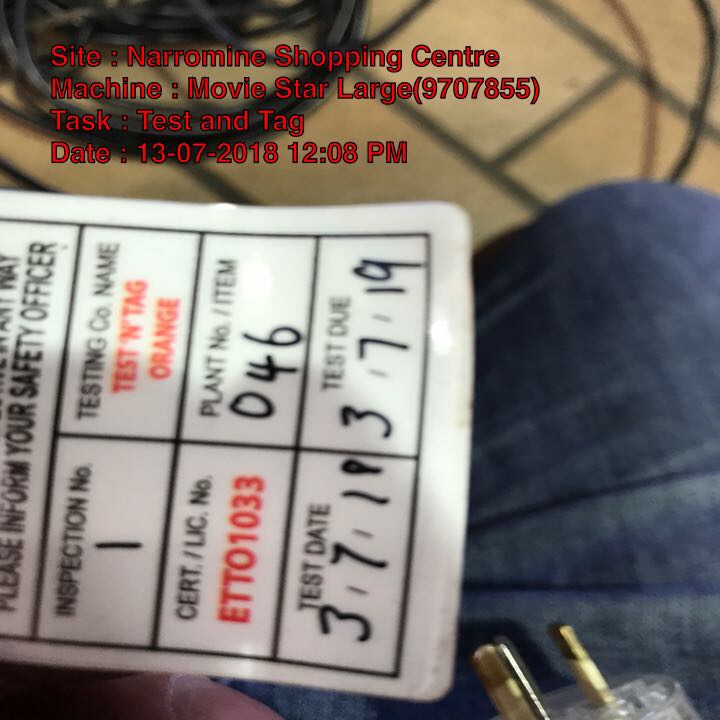 Site : Narromine Shopping Centre
Machine : Movie Star Large(9707855)
Task : Test and Tag
Date : 13-07-2018 12:08 PM
PLEASE INFORM YOUR SAFETY OFFICER
INSPECTION No.
1
TESTING Co. NAME
TEST'N'TAG
ORANGE
CERT. / LIC. No.
ETTO1033
PLANT No. / ITEM
046
TEST DATE
3.7.18
TEST DUE
3.7.19